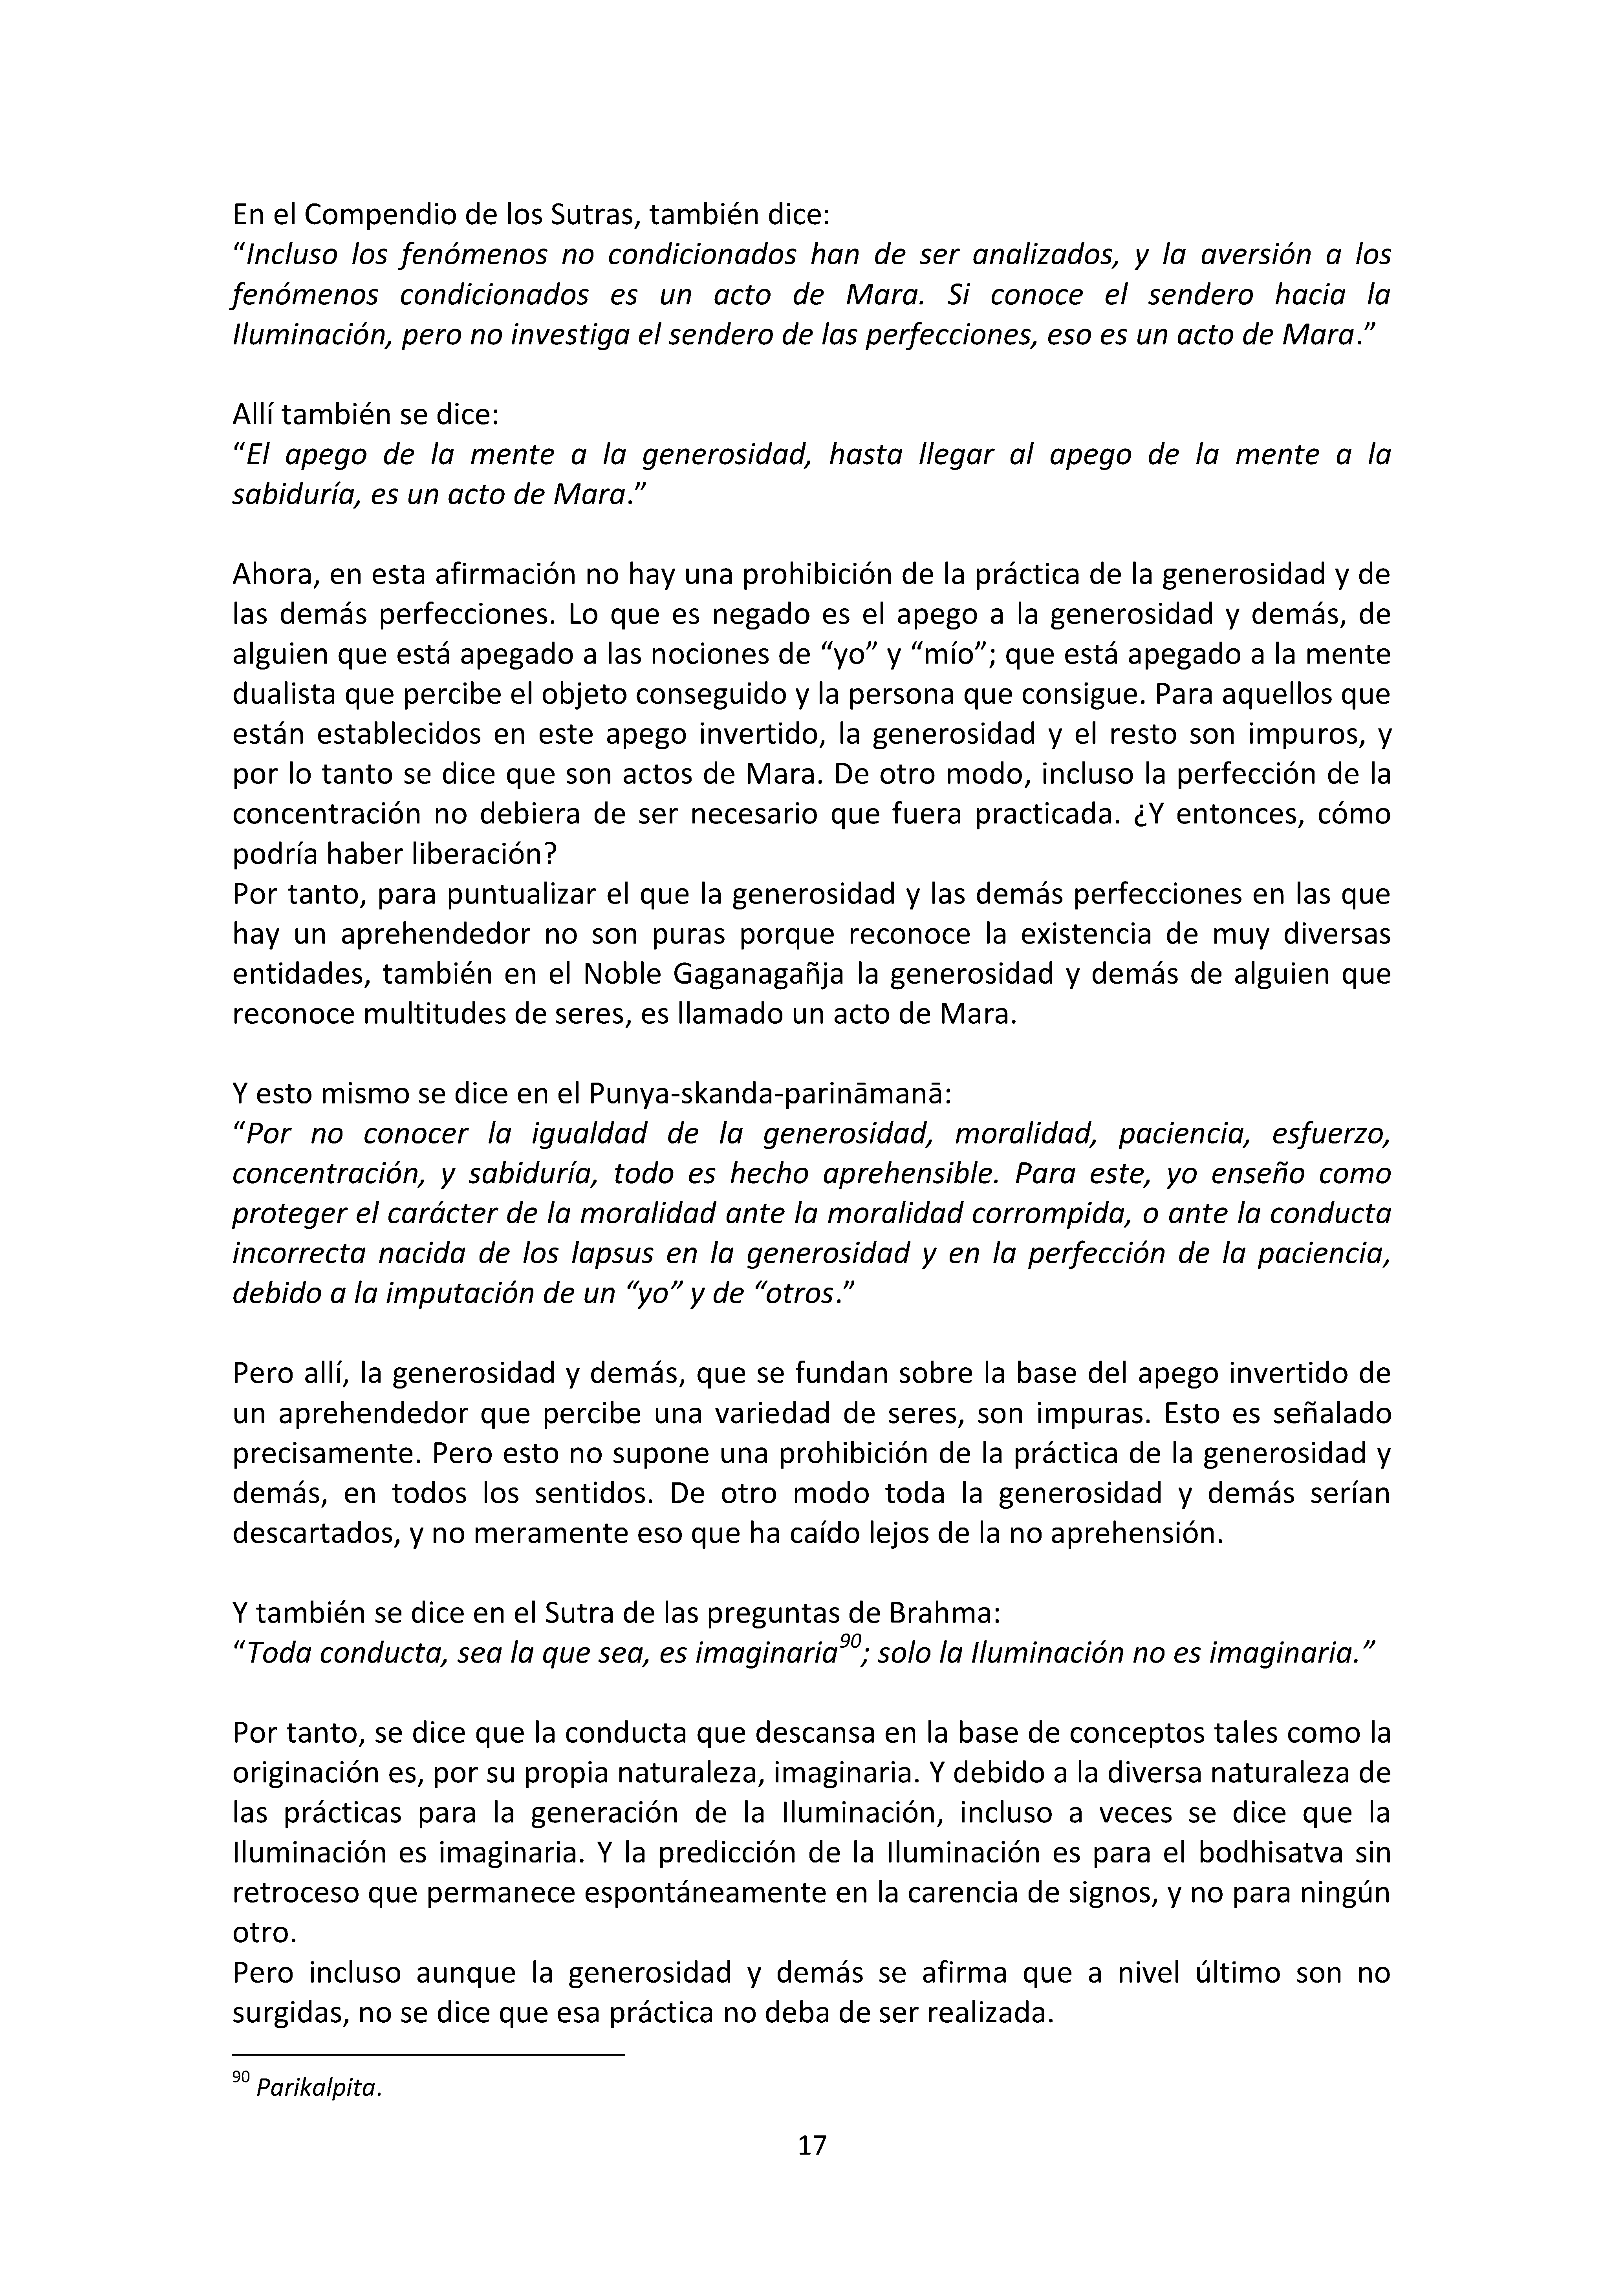 En el Compendio de los Sutras, también dice:
“Incluso los fenómenos no condicionados han de ser analizados, y la aversión a los
fenómenos condicionados es un acto de Mara. Si conoce el sendero hacia la
Iluminación, pero no investiga el sendero de las perfecciones, eso es un acto de Mara.”
Allí también se dice:
“El apego de la mente a la generosidad, hasta llegar al apego de la mente a la
sabiduría, es un acto de Mara.”
Ahora, en esta afirmación no hay una prohibición de la práctica de la generosidad y de
las demás perfecciones. Lo que es negado es el apego a la generosidad y demás, de
alguien que está apegado a las nociones de “yo” y “mío”; que está apegado a la mente
dualista que percibe el objeto conseguido y la persona que consigue. Para aquellos que
están establecidos en este apego invertido, la generosidad y el resto son impuros, y
por lo tanto se dice que son actos de Mara. De otro modo, incluso la perfección de la
concentración no debiera de ser necesario que fuera practicada. ¿Y entonces, cómo
podría haber liberación?
Por tanto, para puntualizar el que la generosidad y las demás perfecciones en las que
hay un aprehendedor no son puras porque reconoce la existencia de muy diversas
entidades, también en el Noble Gaganagañja la generosidad y demás de alguien que
reconoce multitudes de seres, es llamado un acto de Mara.
Y esto mismo se dice en el Punya-skanda-parināmanā:
“Por no conocer la igualdad de la generosidad, moralidad, paciencia, esfuerzo,
concentración, y sabiduría, todo es hecho aprehensible. Para este, yo enseño como
proteger el carácter de la moralidad ante la moralidad corrompida, o ante la conducta
incorrecta nacida de los lapsus en la generosidad y en la perfección de la paciencia,
debido a la imputación de un “yo” y de “otros.”
Pero allí, la generosidad y demás, que se fundan sobre la base del apego invertido de
un aprehendedor que percibe una variedad de seres, son impuras. Esto es señalado
precisamente. Pero esto no supone una prohibición de la práctica de la generosidad y
demás, en todos los sentidos. De otro modo toda la generosidad y demás serían
descartados, y no meramente eso que ha caído lejos de la no aprehensión.
Y también se dice en el Sutra de las preguntas de Brahma:
“Toda conducta, sea la que sea, es imaginaria90; solo la Iluminación no es imaginaria.”
Por tanto, se dice que la conducta que descansa en la base de conceptos tales como la
originación es, por su propia naturaleza, imaginaria. Y debido a la diversa naturaleza de
las prácticas para la generación de la Iluminación, incluso a veces se dice que la
Iluminación es imaginaria. Y la predicción de la Iluminación es para el bodhisatva sin
retroceso que permanece espontáneamente en la carencia de signos, y no para ningún
otro.
Pero incluso aunque la generosidad y demás se afirma que a nivel último son no
surgidas, no se dice que esa práctica no deba de ser realizada.
90 Parikalpita.
17